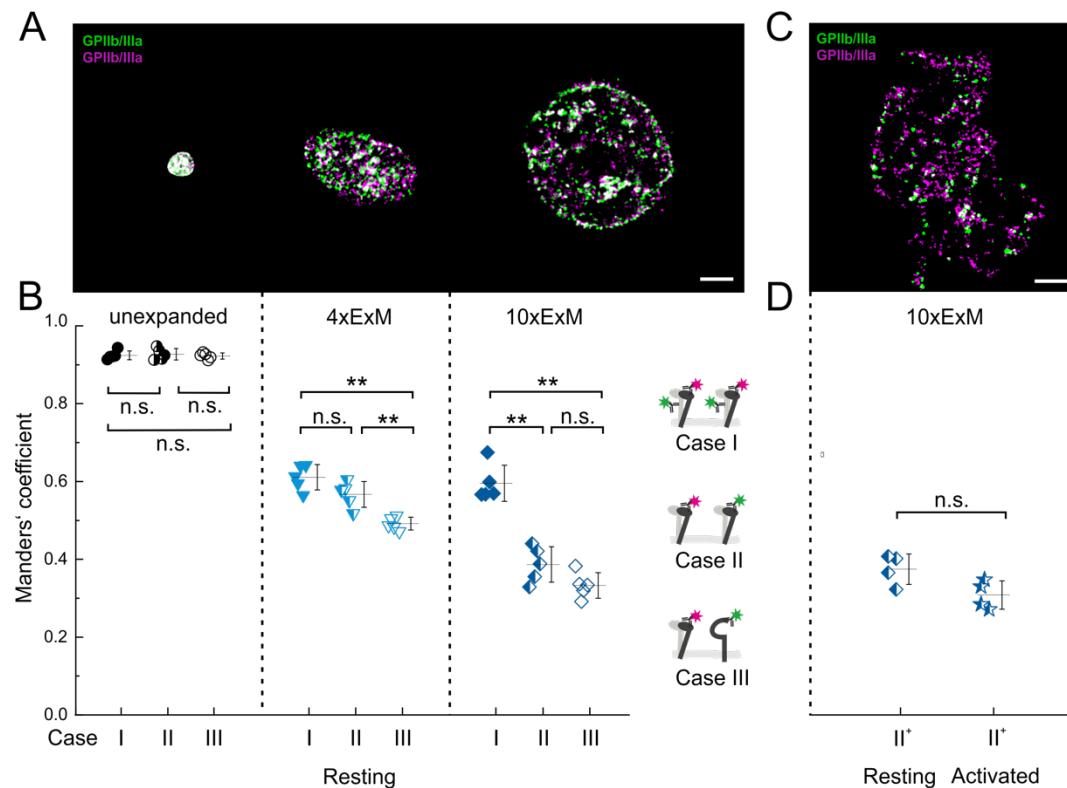 A
GPIIb/IIIa
GPIIb/IIIa
C
GPIIb/IIIa
GPIIb/IIIa
B
D
unexpanded
4xExM
10xExM
10xExM
Manders' coefficient
1.0
0.8
0.6
0.4
0.2
0.0
n.s.
n.s.
n.s.
**
n.s.
**
**
**
n.s.
Case I
Case II
Case III
n.s.
Case
I
II
III
I
II
III
I
II
III
II⁺
II⁺
Resting
Resting
Activated